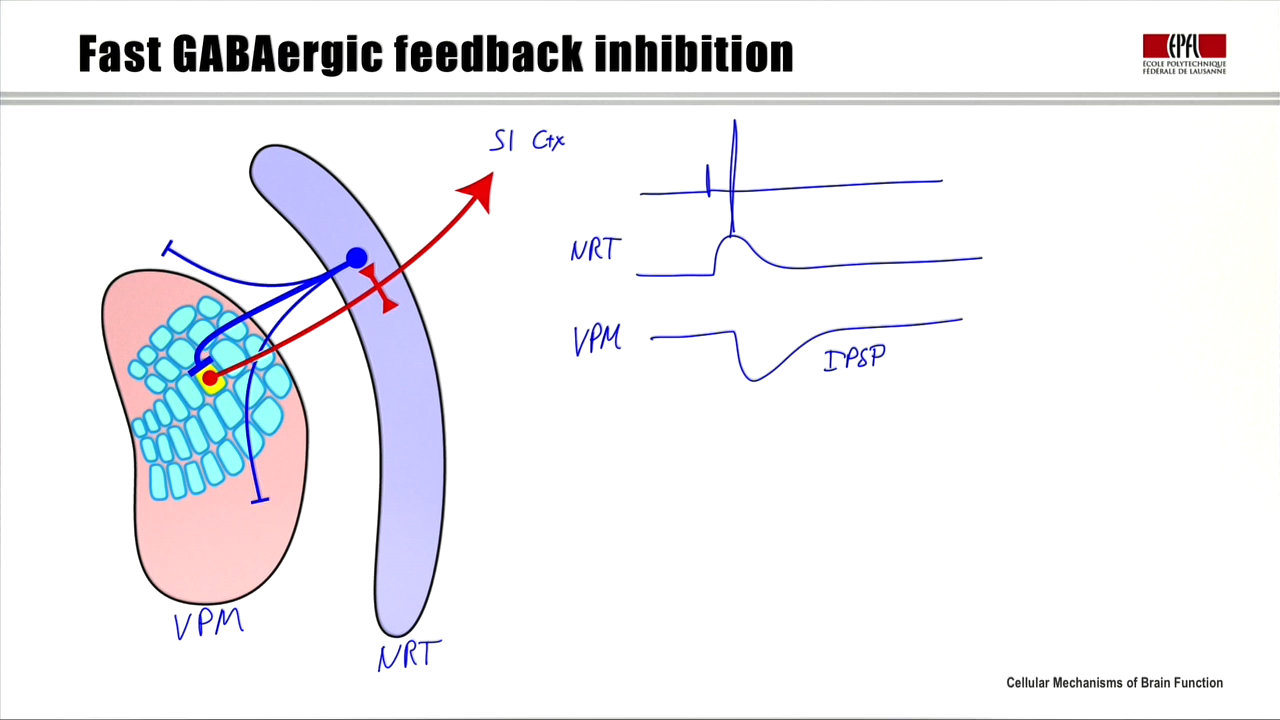 Fast GABAergic feedback inhibition
EPFL
ÉCOLE POLYTECHNIQUE
FÉDÉRALE DE LAUSANNE
SI Ctx
NRT
VPM
IPSP
VPM
NRT
Cellular Mechanisms of Brain Function